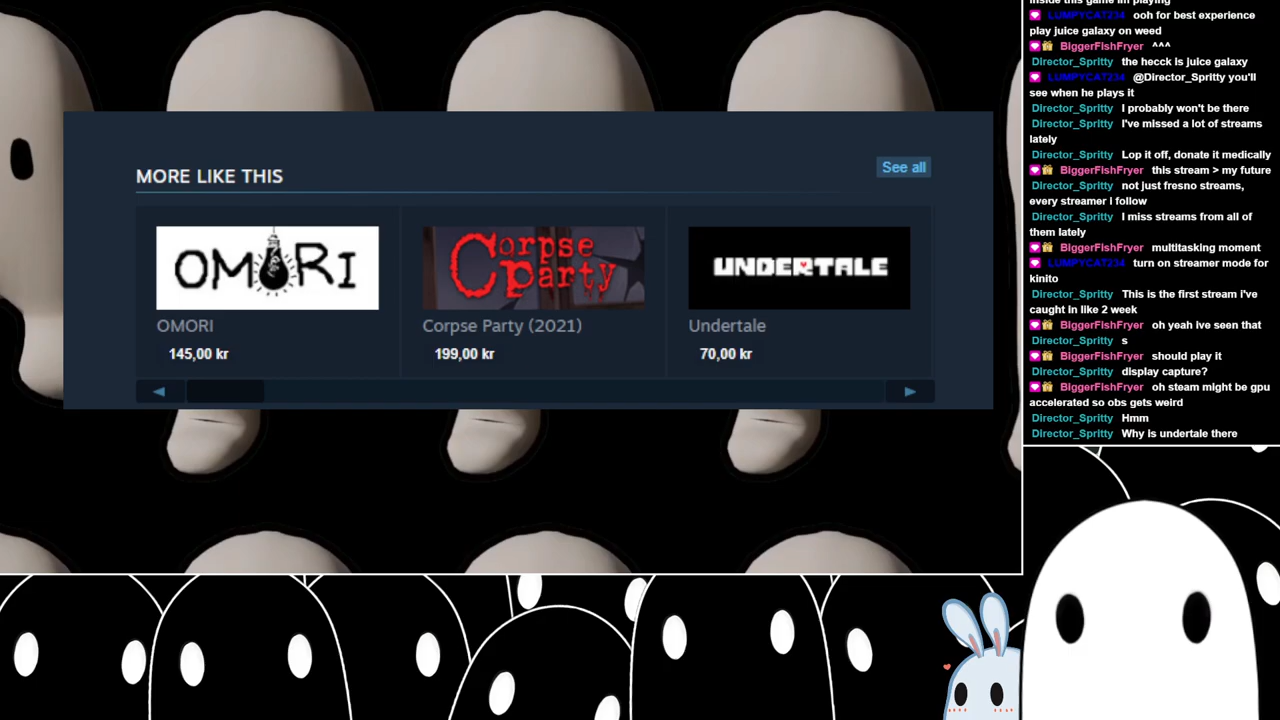 MORE LIKE THIS
See all
OMORI
Corpse Party
UNDERTALE
OMORI
Corpse Party (2021)
Undertale
145,00 kr
199,00 kr
70,00 kr
inside this game im playing
LUMPYCAT234 ooh for best experience
play juice galaxy on weed
BiggerFishFryer ^^^
Director_Spritty the hecck is juice galaxy
LUMPYCAT234 @Director_Spritty you'll
see when he plays it
Director_Spritty I probably won't be there
Director_Spritty I've missed a lot of streams
lately
Director_Spritty Lop it off, donate it medically
BiggerFishFryer this stream > my future
Director_Spritty not just fresno streams,
every streamer i follow
Director_Spritty I miss streams from all of
them lately
BiggerFishFryer multitasking moment
LUMPYCAT234 turn on streamer mode for
kinito
Director_Spritty This is the first stream i've
caught in like 2 week
BiggerFishFryer oh yeah ive seen that
Director_Spritty s
BiggerFishFryer should play it
Director_Spritty display capture?
BiggerFishFryer oh steam might be gpu
accelerated so obs gets weird
Director_Spritty Hmm
Director_Spritty Why is undertale there